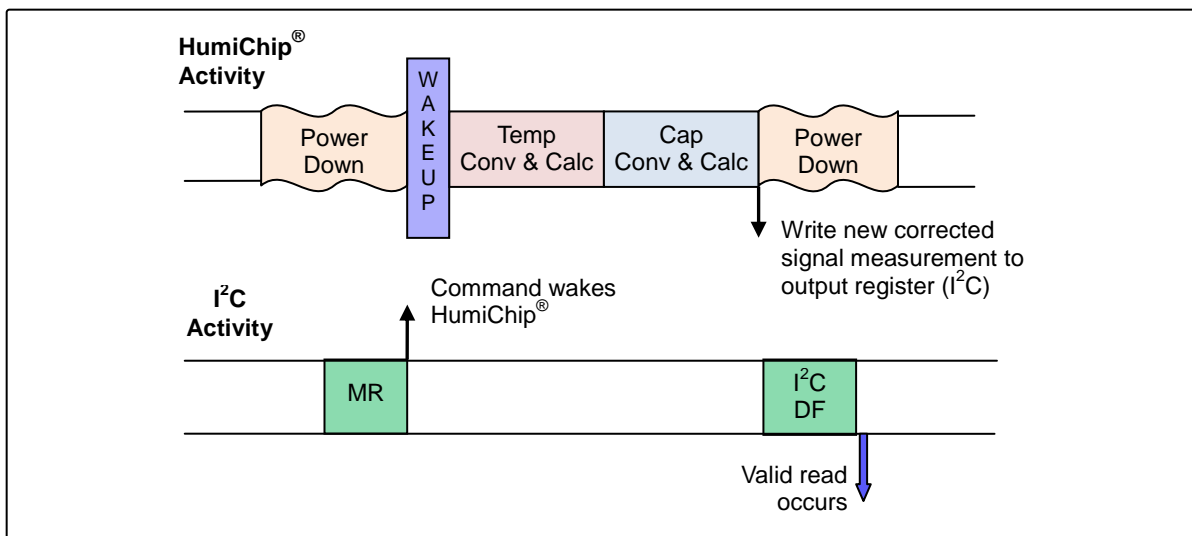 HumiChip®
Activity
W
A
K
E
U
P
Power
Down
Temp
Conv & Calc
Cap
Conv & Calc
Power
Down
Write new corrected
signal measurement to
output register (I²C)
Command wakes
HumiChip®
I²C
Activity
MR
I²C
DF
Valid read
occurs